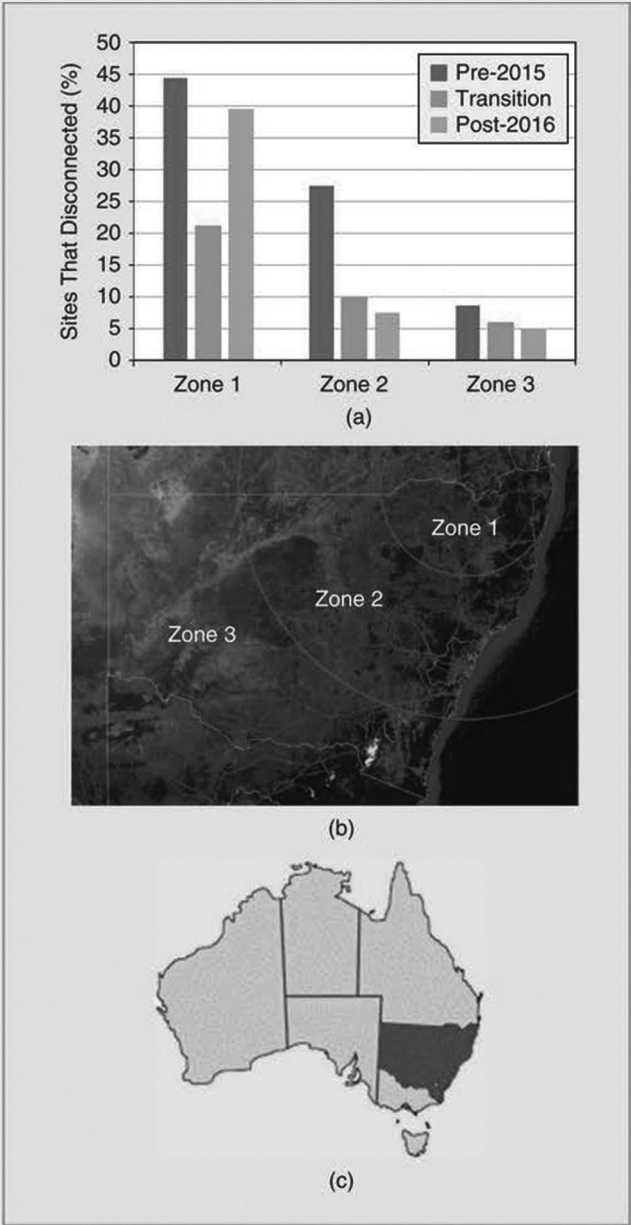 Sites That Disconnected (%)
50
45
40
35
30
25
20
15
10
5
0
Pre-2015
Transition
Post-2016
Zone 1
Zone 2
Zone 3
(a)
Zone 1
Zone 2
Zone 3
(b)
(c)